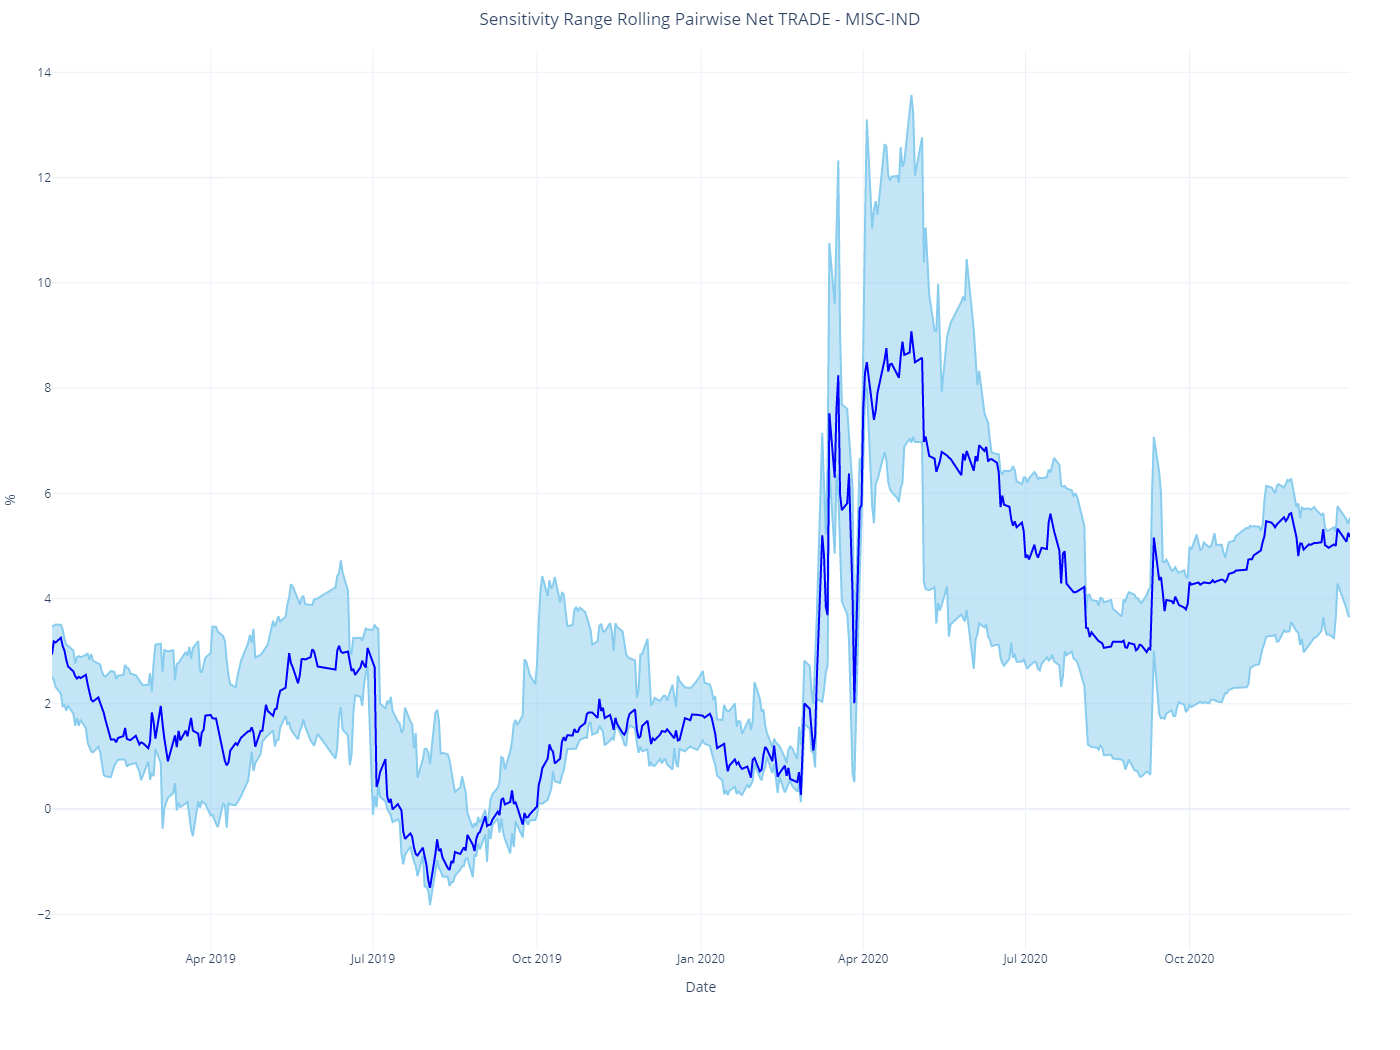 Sensitivity Range Rolling Pairwise Net TRADE - MISC-IND
14
12
10
8
6
4
2
0
−2
%
Apr 2019
Jul 2019
Oct 2019
Jan 2020
Apr 2020
Jul 2020
Oct 2020
Date